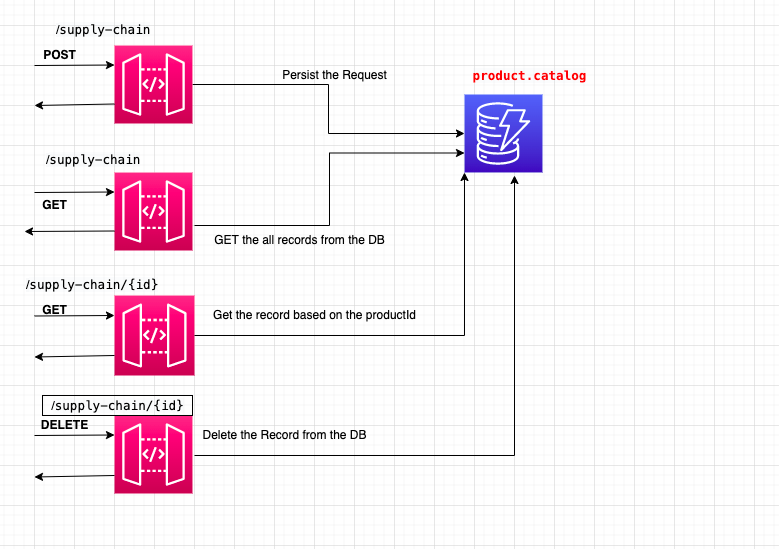 /supply-chain
POST
Persist the Request
product.catalog
</>
/supply-chain
GET
</>
GET the all records from the DB
/supply-chain/{id}
GET
Get the record based on the productId
</>
/supply-chain/{id}
DELETE
Delete the Record from the DB
</>